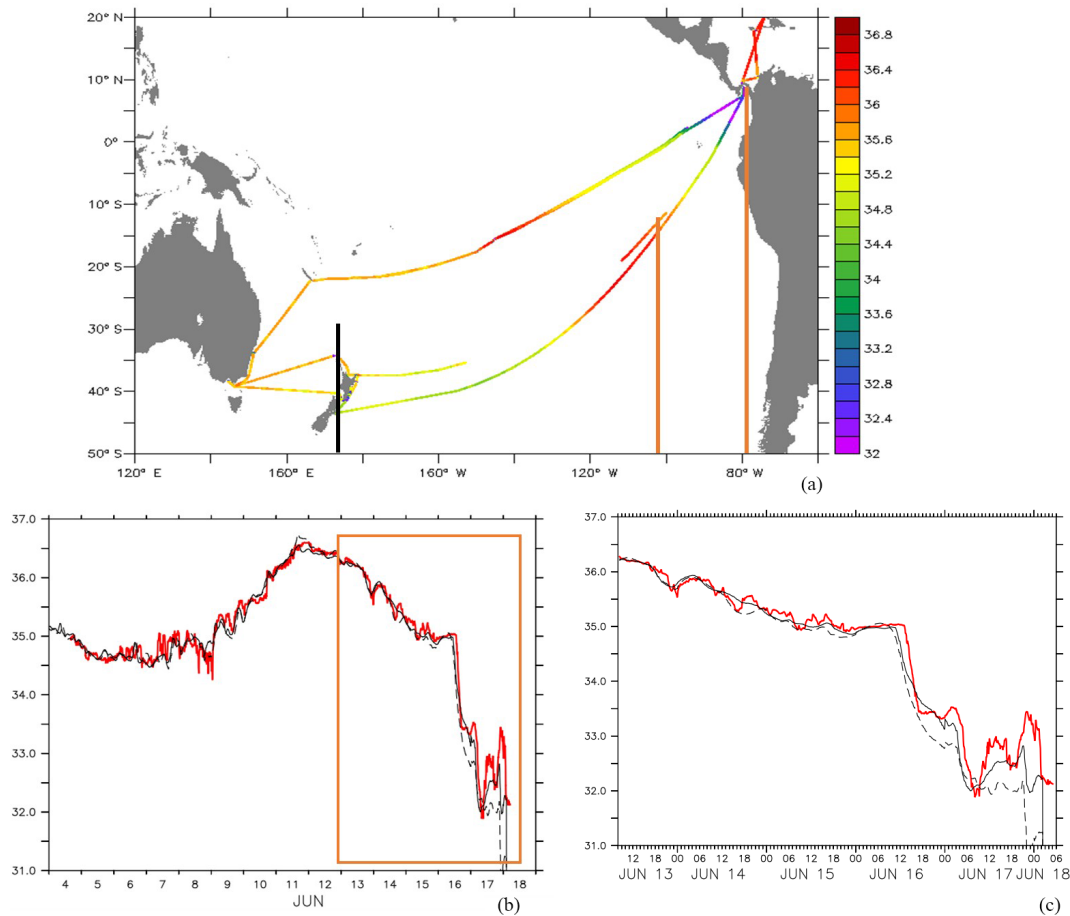 20° N
10° N
0°
10° S
20° S
30° S
40° S
50° S
120° E 160° E 160° W 120° W 80° W
36.8
36.4
36
35.6
35.2
34.8
34.4
34
33.6
33.2
32.8
32.4
32
(a)
37.0
36.0
35.0
34.0
33.0
32.0
31.0
4 5 6 7 8 9 10 11 12 13 14 15 16 17 18
JUN
(b)
37.0
36.0
35.0
34.0
33.0
32.0
31.0
12 18 00 06 12 18 00 06 12 18 00 06 12 18 00 06 12 18 00 06
JUN 13 JUN 14 JUN 15 JUN 16 JUN 17 JUN 18
(c)